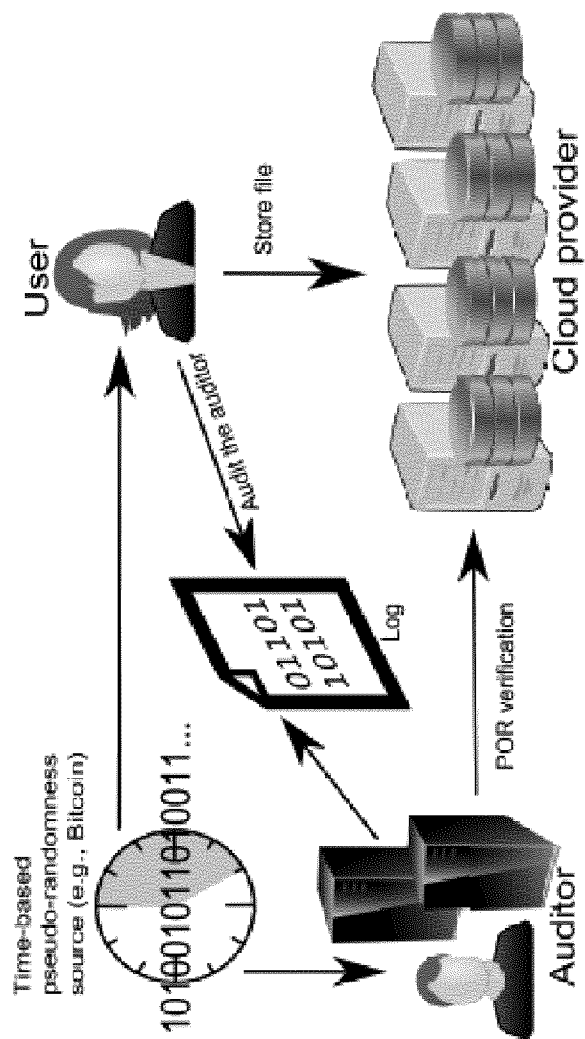 Time-based
pseudo-randomness
source (e.g., Bitcoin)
101001011010011...
User
Store file
Audit the auditor
01101
10101
Log
POR verification
Auditor
Cloud provider